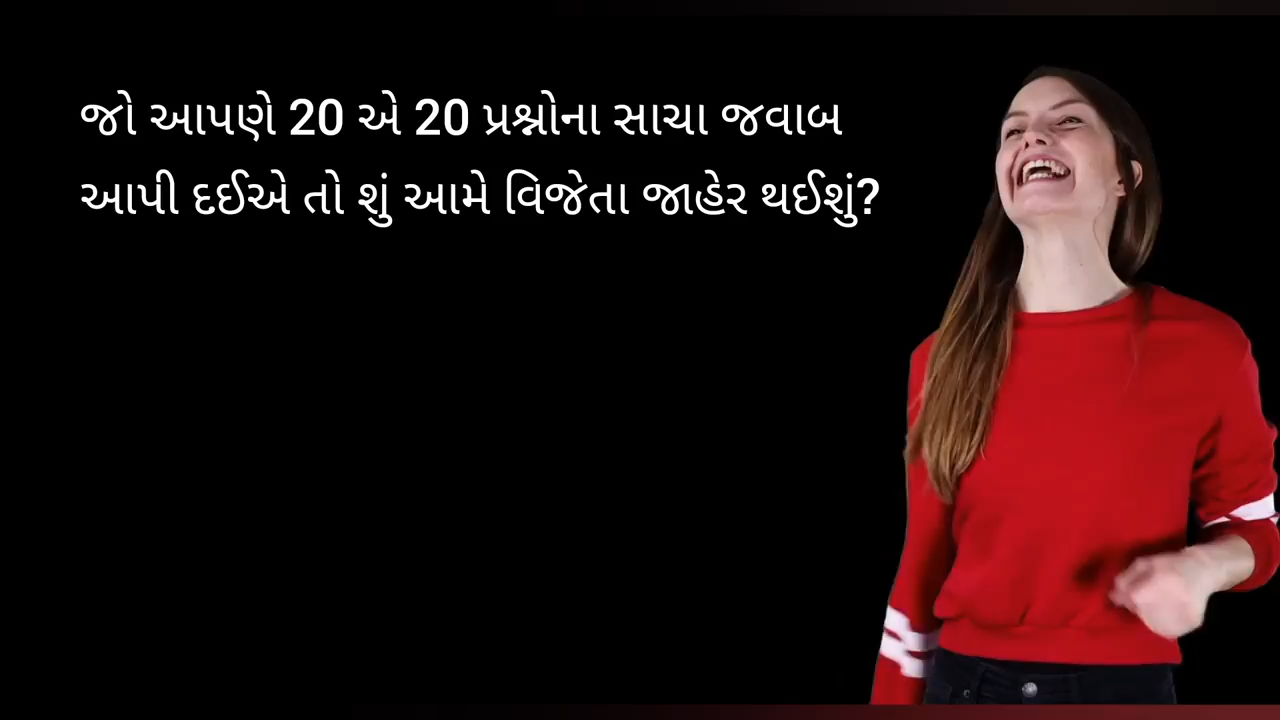 જો આપણે 20 એ 20 પ્રશ્નોના સાચા જવાબ
આપી દઈએ તો શું આમે વિજેતા જાહેર થઈશું?